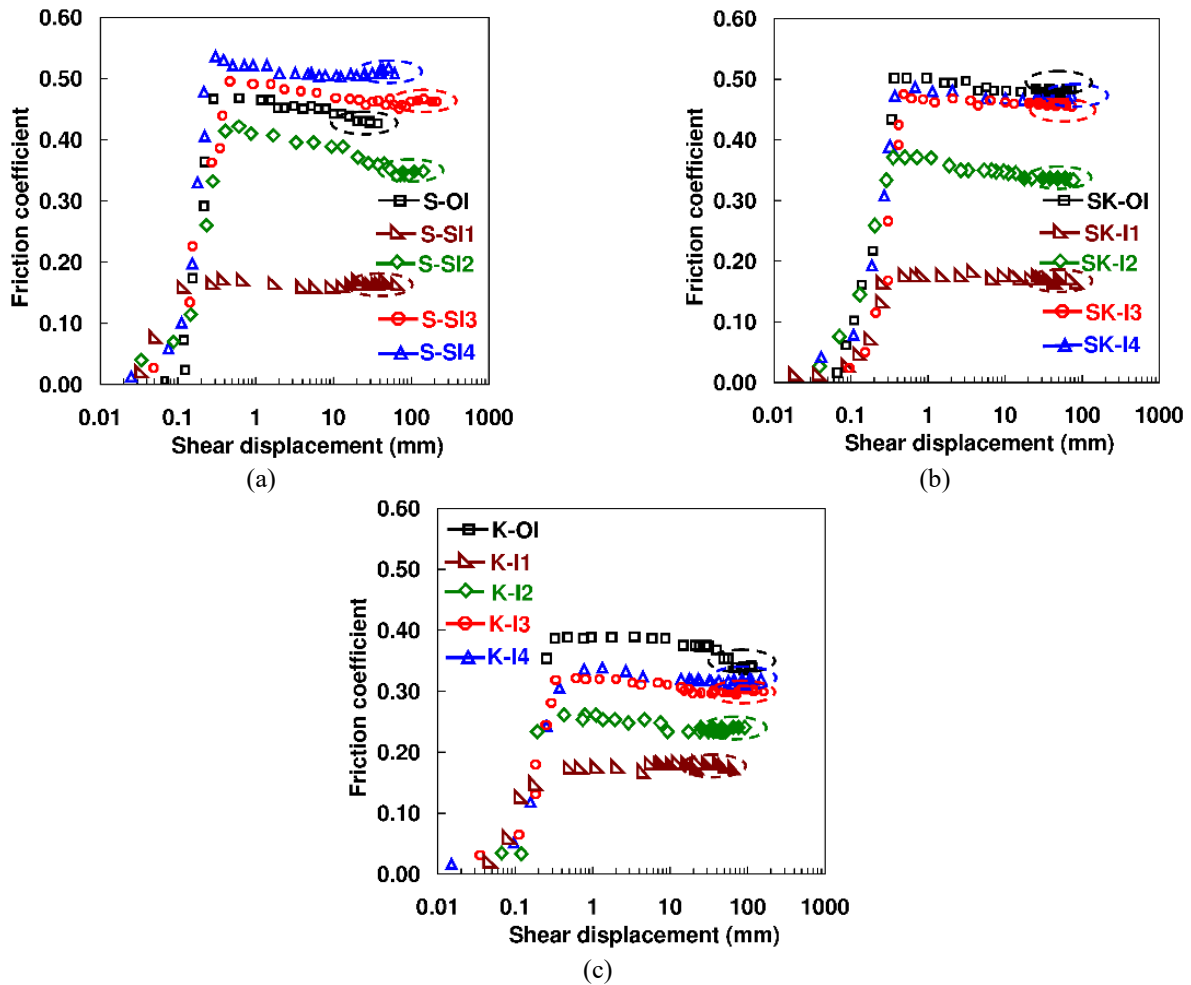 0.60
0.50
0.40
0.30
0.20
0.10
0.00
Friction coefficient
S-OI
S-SI1
S-SI2
S-SI3
S-SI4
0.01 0.1 1 10 100 1000
Shear displacement (mm)
(a)
0.60
0.50
0.40
0.30
0.20
0.10
0.00
Friction coefficient
SK-OI
SK-I1
SK-I2
SK-I3
SK-I4
0.01 0.1 1 10 100 1000
Shear displacement (mm)
(b)
0.60
0.50
0.40
0.30
0.20
0.10
0.00
Friction coefficient
K-OI
K-I1
K-I2
K-I3
K-I4
0.01 0.1 1 10 100 1000
Shear displacement (mm)
(c)